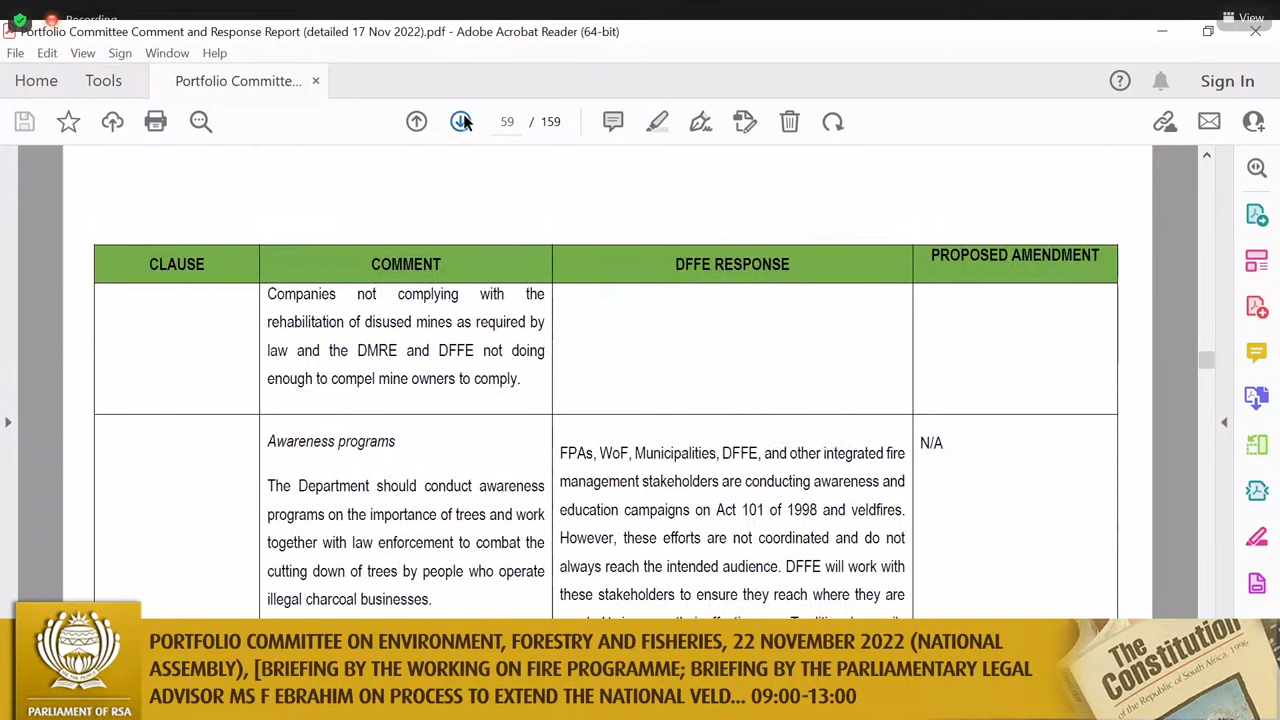 Recording
View
Portfolio Committee Comment and Response Report (detailed 17 Nov 2022).pdf - Adobe Acrobat Reader (64-bit)
File Edit View Sign Window Help
Home Tools Portfolio Committe... × Sign In
59 / 159
CLAUSE COMMENT DFFE RESPONSE PROPOSED AMENDMENT
Companies not complying with the
rehabilitation of disused mines as required by
law and the DMRE and DFFE not doing
enough to compel mine owners to comply.
Awareness programs
The Department should conduct awareness
programs on the importance of trees and work
together with law enforcement to combat the
cutting down of trees by people who operate
illegal charcoal businesses.
FPAs, WoF, Municipalities, DFFE, and other integrated fire
management stakeholders are conducting awareness and
education campaigns on Act 101 of 1998 and veldfires.
However, these efforts are not coordinated and do not
always reach the intended audience. DFFE will work with
these stakeholders to ensure they reach where they are
N/A
PARLIAMENT OF RSA
PORTFOLIO COMMITTEE ON ENVIRONMENT, FORESTRY AND FISHERIES, 22 NOVEMBER 2022 (NATIONAL
ASSEMBLY), [BRIEFING BY THE WORKING ON FIRE PROGRAMME; BRIEFING BY THE PARLIAMENTARY LEGAL
ADVISOR MS F EBRAHIM ON PROCESS TO EXTEND THE NATIONAL VELD... 09:00-13:00
The
Constitution
of the Republic of South Africa, 1996